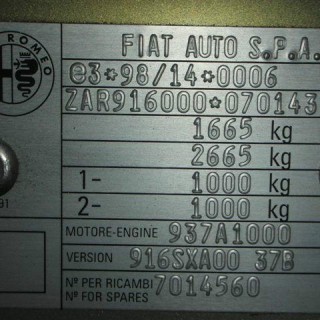 ROMEO
FIAT AUTO S.P.A.
e3*98/14*0006
ZAR916000*070143
1665 kg
2665 kg
1- 1000 kg
2- 1000 kg
MOTORE-ENGINE 937A1000
VERSION 916SXA00 37B
Nº PER RICAMBI 7014560
Nº FOR SPARES